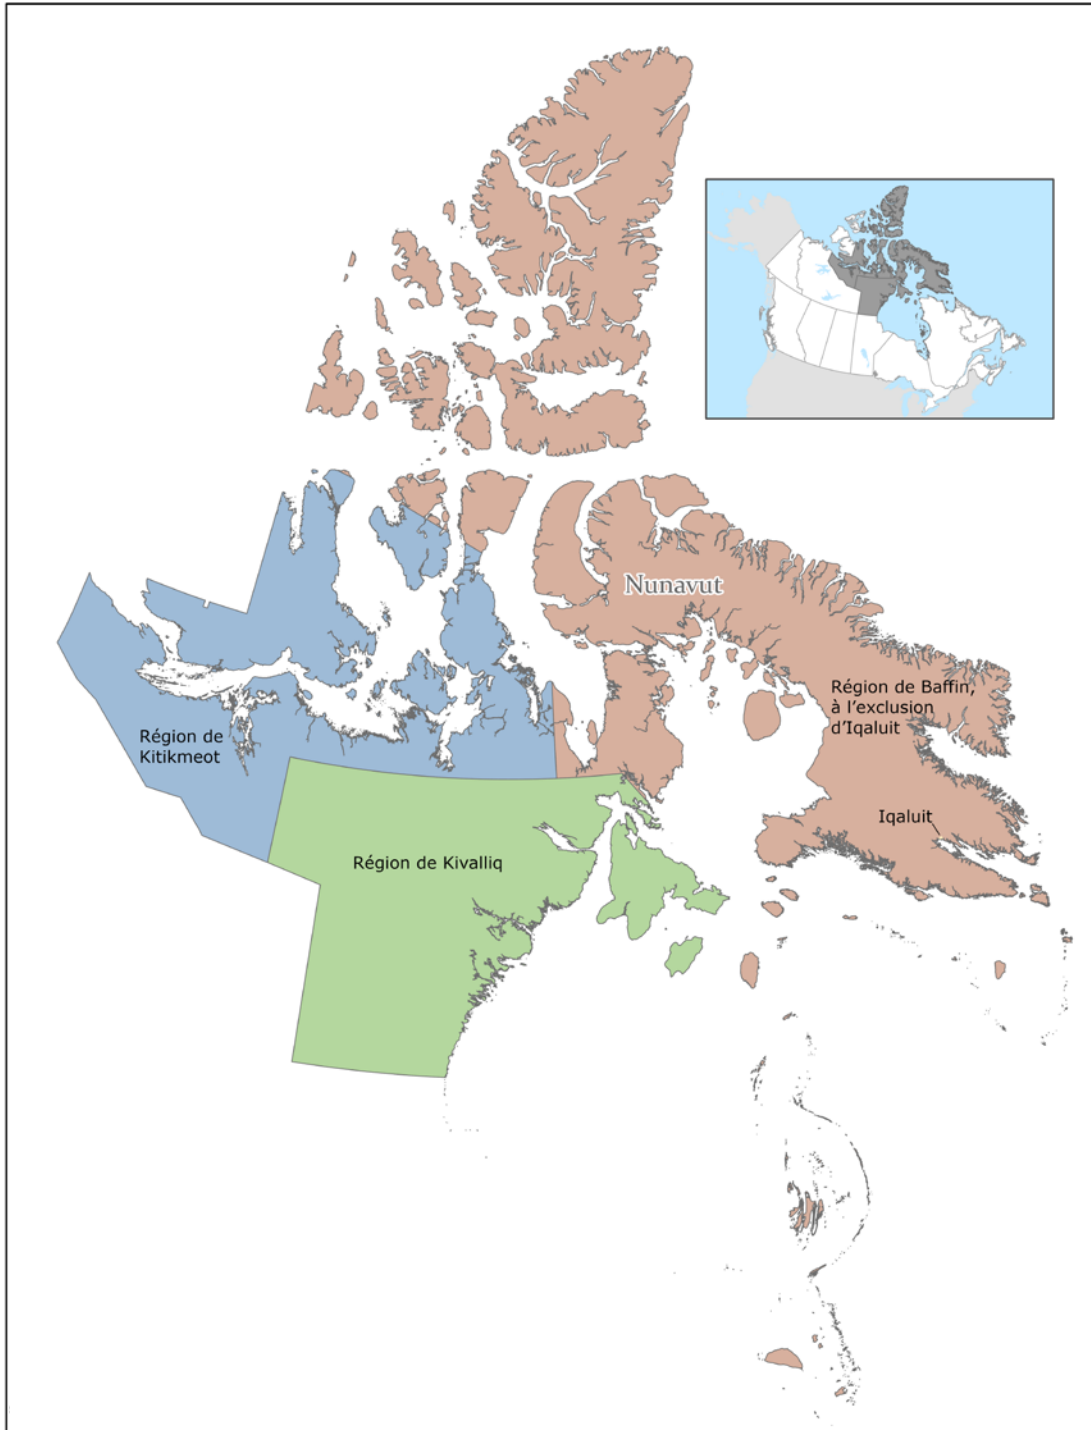 Nunavut
Région de Baffin,
à l'exclusion
d'Iqaluit
Région de
Kitikmeot
Iqaluit
Région de Kivalliq